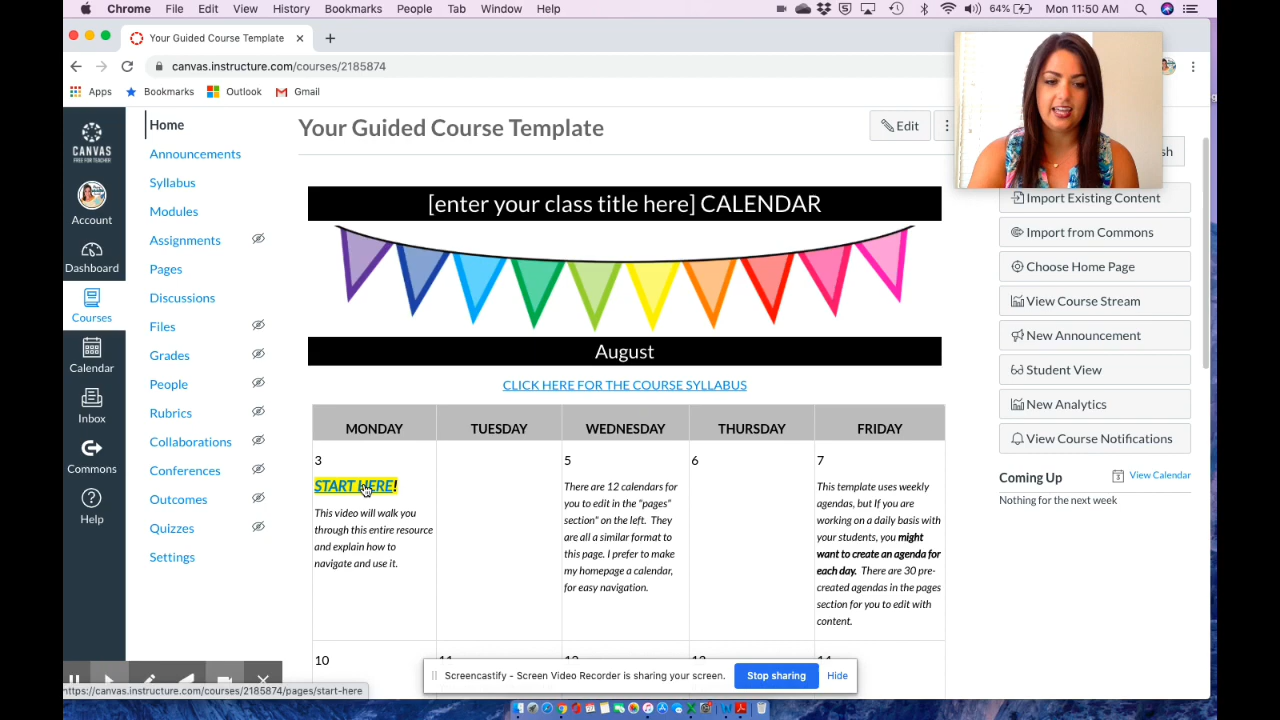 Chrome File Edit View History Bookmarks People Tab Window Help 64% Mon 11:50 AM
Your Guided Course Template
canvas.instructure.com/courses/2185874
Apps Bookmarks Outlook Gmail
CANVAS
FREE FOR TEACHER
Account
Dashboard
Courses
Calendar
Inbox
Commons
Help
Home
Announcements
Syllabus
Modules
Assignments
Pages
Discussions
Files
Grades
People
Rubrics
Collaborations
Conferences
Outcomes
Quizzes
Settings
Your Guided Course Template
Edit
[enter your class title here] CALENDAR
August
CLICK HERE FOR THE COURSE SYLLABUS
MONDAY TUESDAY WEDNESDAY THURSDAY FRIDAY
3
START HERE!
This video will walk you
through this entire resource
and explain how to
navigate and use it.
5
There are 12 calendars for
you to edit in the "pages
section" on the left. They
are all a similar format to
this page. I prefer to make
my homepage a calendar,
for easy navigation.
6
7
This template uses weekly
agendas, but If you are
working on a daily basis with
your students, you might
want to create an agenda for
each day. There are 30 pre-
created agendas in the pages
section for you to edit with
content.
10
Import Existing Content
Import from Commons
Choose Home Page
View Course Stream
New Announcement
Student View
New Analytics
View Course Notifications
Coming Up
View Calendar
Nothing for the next week
Screencastify - Screen Video Recorder is sharing your screen. Stop sharing Hide
https://canvas.instructure.com/courses/2185874/pages/start-here